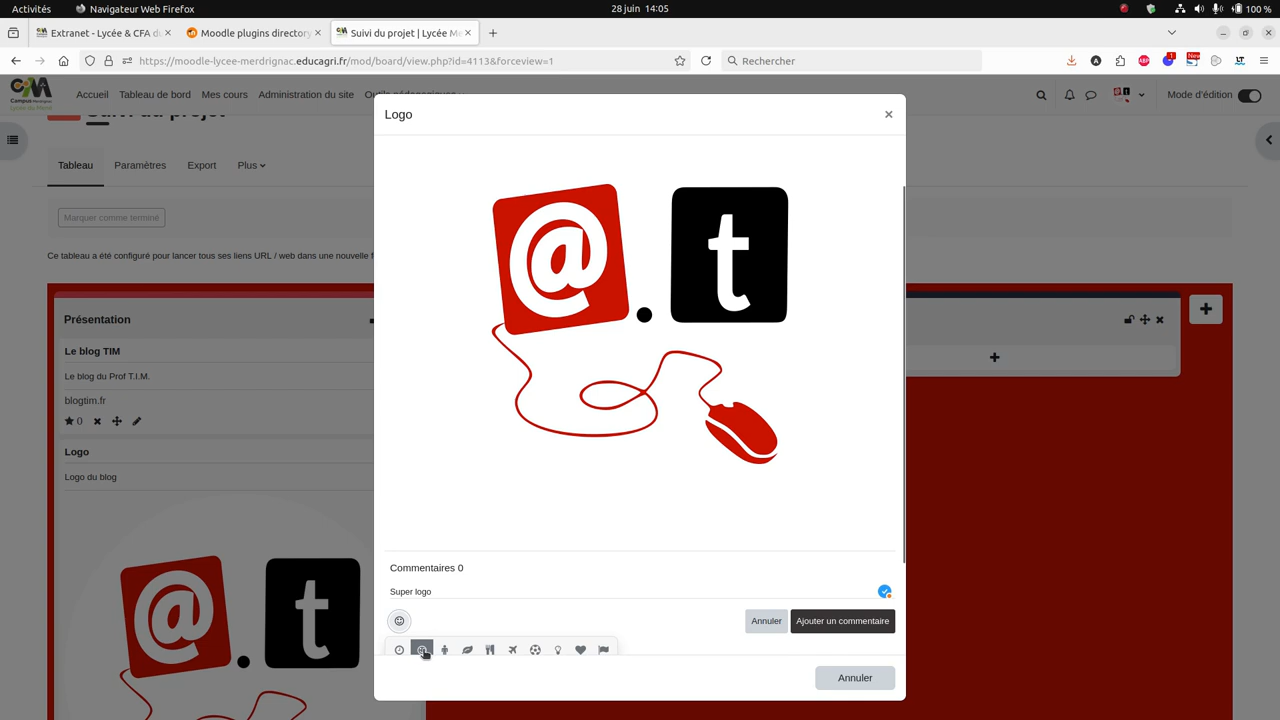 Activités
Navigateur Web Firefox
28 juin 14:05
100 %
Extranet - Lycée & CFA d
Moodle plugins directory
Suivi du projet | Lycée Me
https://moodle-lycee-merdrignac.educagri.fr/mod/board/view.php?id=4113&forceview=1
Rechercher
Accueil
Tableau de bord
Mes cours
Administration du site
Mode d'édition
Suivi du projet
Logo
Tableau
Paramètres
Export
Plus
Marquer comme terminé
Ce tableau a été configuré pour lancer tous ses liens URL / web dans une nouvelle f
@.t
Présentation
Le blog TIM
Le blog du Prof T.I.M.
blogtim.fr
0
Logo
Logo du blog
@.t
Commentaires 0
Super logo
Annuler
Ajouter un commentaire
Annuler